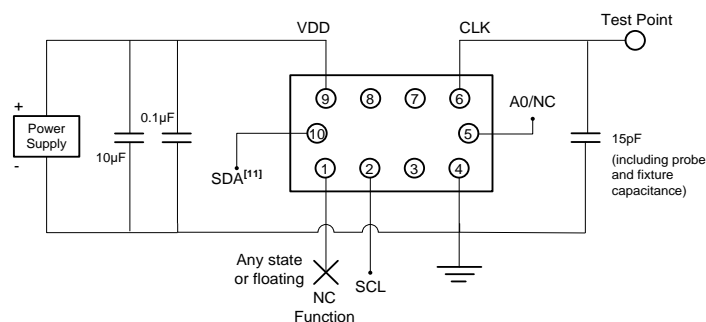 Test Point
VDD
CLK
9
8
7
6
A0/NC
+
Power
Supply
-
0.1µF
10µF
10
5
15pF
(including probe
and fixture
capacitance)
SDA[11]
1
2
3
4
Any state
or floating
NC
Function
SCL